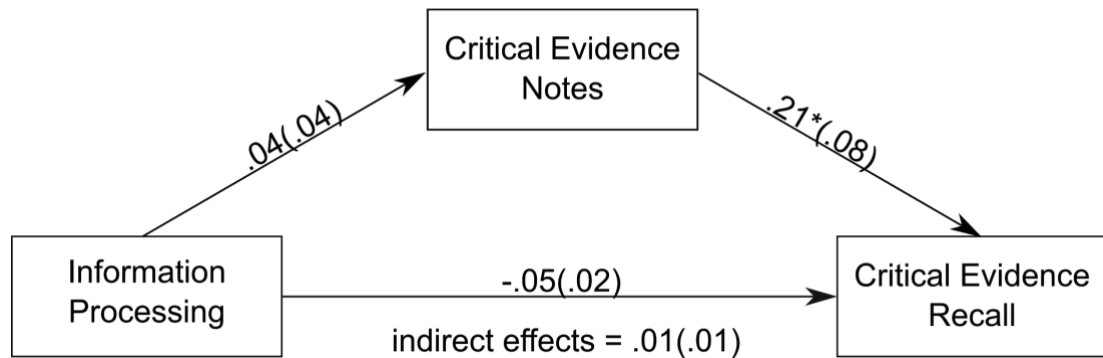 Critical Evidence
Notes
.04(.04)
.21*(.08)
Information
Processing
-.05(.02)
Critical Evidence
Recall
indirect effects = .01(.01)